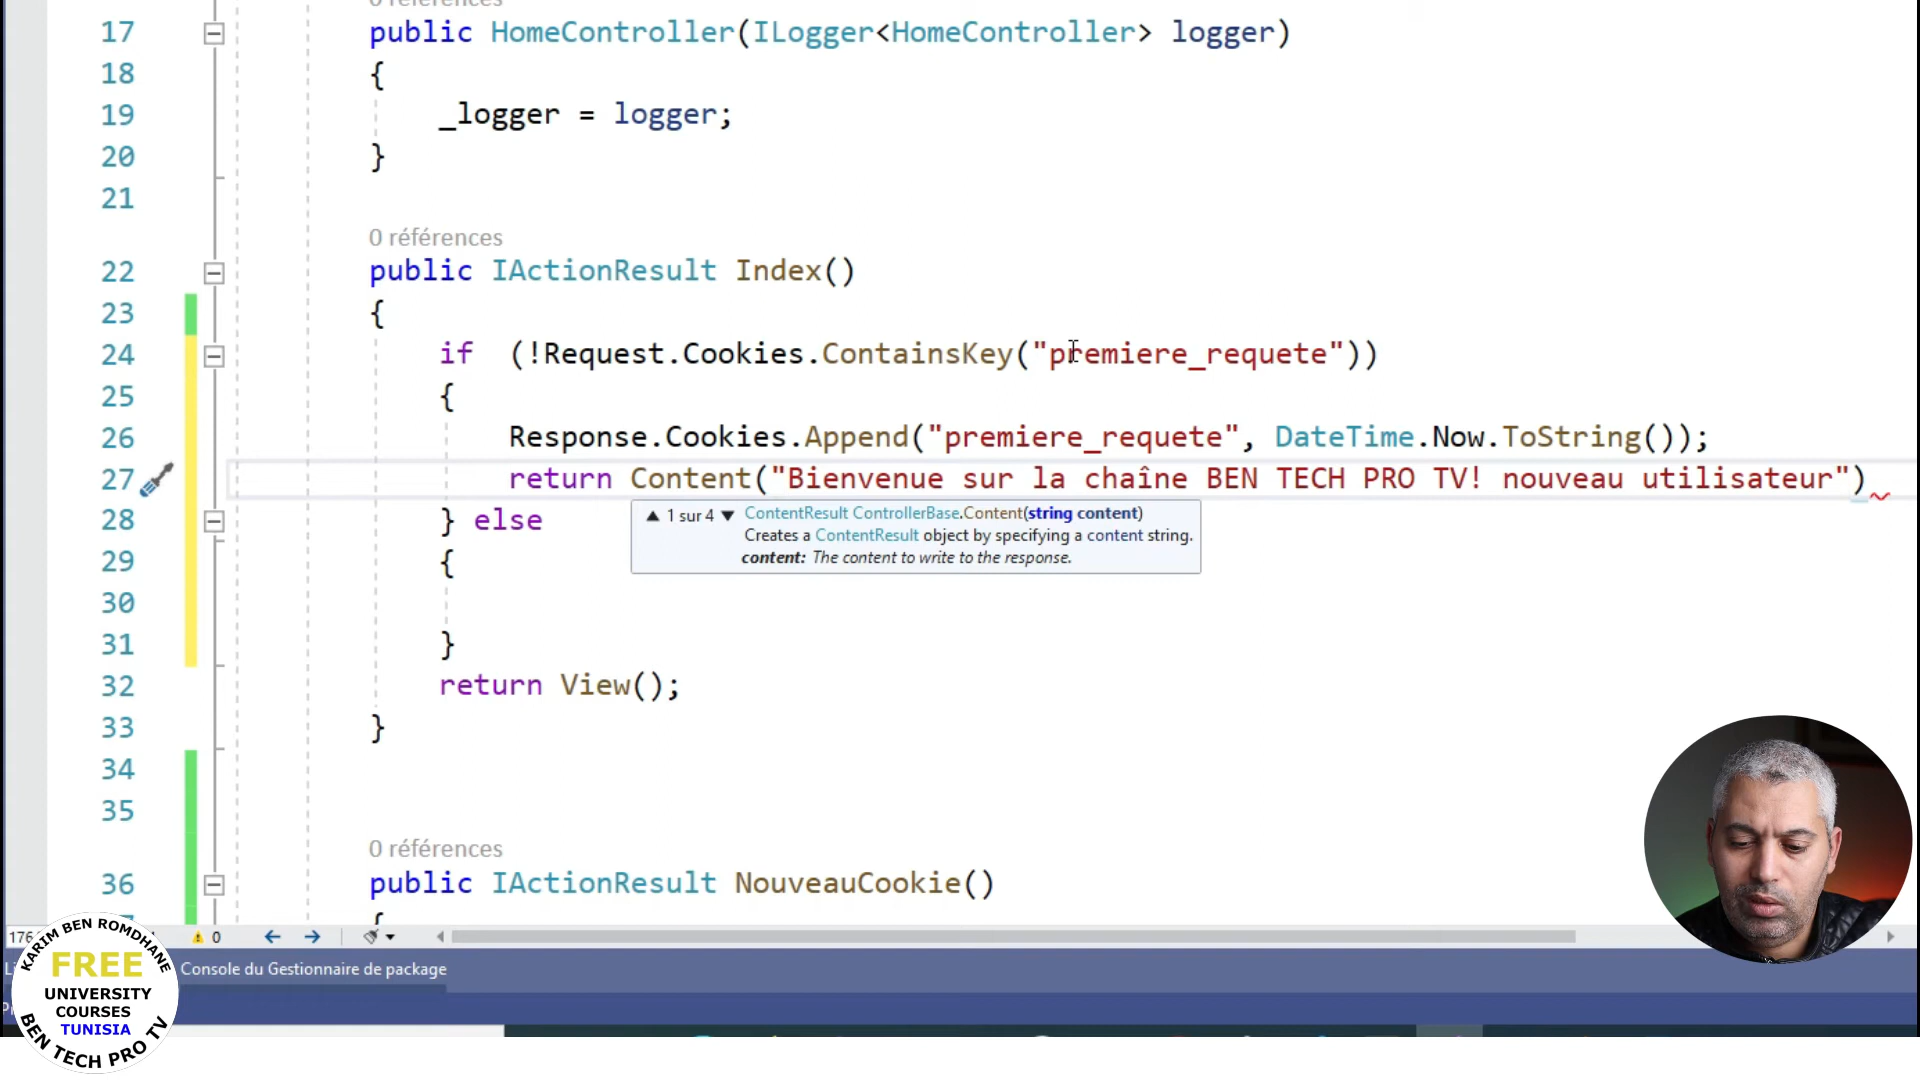 0 références
17 public HomeController(ILogger<HomeController> logger)
18 {
19 _logger = logger;
20 }
21
0 références
22 public IActionResult Index()
23 {
24 if (!Request.Cookies.ContainsKey("premiere_requete"))
25 {
26 Response.Cookies.Append("premiere_requete", DateTime.Now.ToString());
27 return Content("Bienvenue sur la chaîne BEN TECH PRO TV! nouveau utilisateur")
28 } else
▲ 1 sur 4 ▼ ContentResult ControllerBase.Content(string content)
Creates a ContentResult object by specifying a content string.
content: The content to write to the response.
29 {
30
31 }
32 return View();
33 }
34
35
0 références
36 public IActionResult NouveauCookie()
{
176
0
Console du Gestionnaire de package
KARIM BEN ROMDHANE
FREE
UNIVERSITY
COURSES
TUNISIA
BEN TECH PRO TV